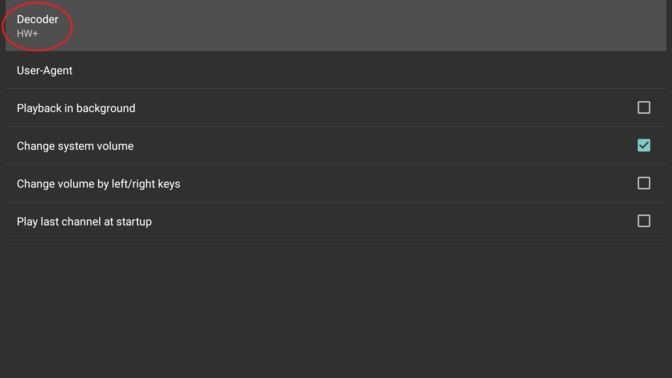 Decoder
HW+
User-Agent
Playback in background
Change system volume
Change volume by left/right keys
Play last channel at startup